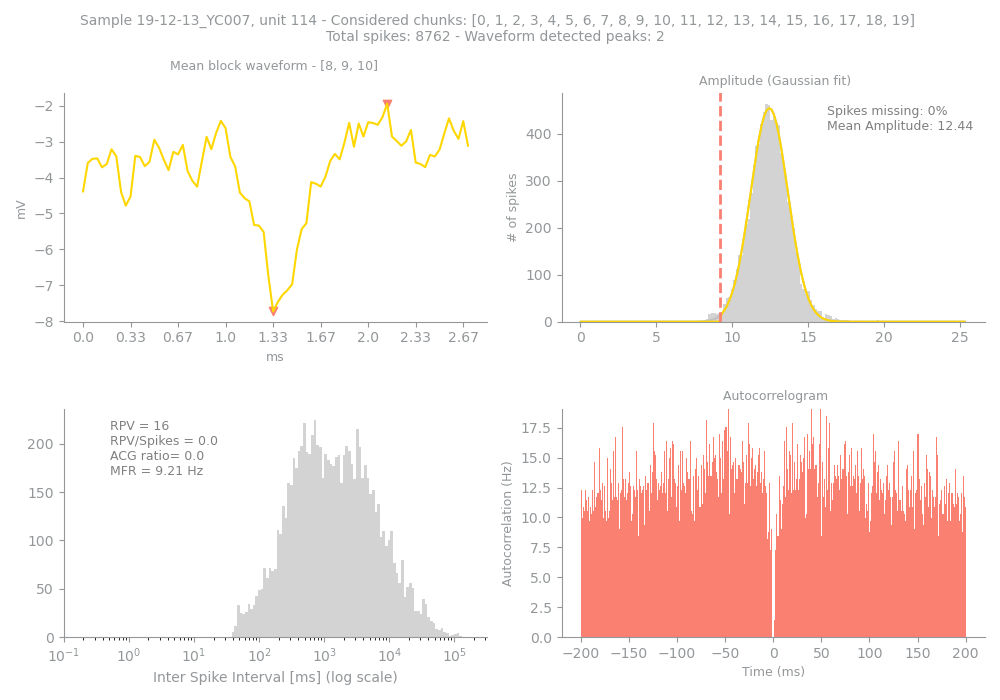 Sample 19-12-13_YC007, unit 114 - Considered chunks: [0, 1, 2, 3, 4, 5, 6, 7, 8, 9, 10, 11, 12, 13, 14, 15, 16, 17, 18, 19]
Total spikes: 8762 - Waveform detected peaks: 2
Mean block waveform - [8, 9, 10]
−2
−3
−4
−5
−6
−7
−8
mV
0.0 0.33 0.67 1.0 1.33 1.67 2.0 2.33 2.67
ms
Amplitude (Gaussian fit)
Spikes missing: 0%
Mean Amplitude: 12.44
400
300
200
100
0
# of spikes
0 5 10 15 20 25
RPV = 16
RPV/Spikes = 0.0
ACG ratio= 0.0
MFR = 9.21 Hz
200
150
100
50
0
10⁻¹ 10⁰ 10¹ 10² 10³ 10⁴ 10⁵
Inter Spike Interval [ms] (log scale)
Autocorrelogram
17.5
15.0
12.5
10.0
7.5
5.0
2.5
0.0
Autocorrelation (Hz)
−200 −150 −100 −50 0 50 100 150 200
Time (ms)